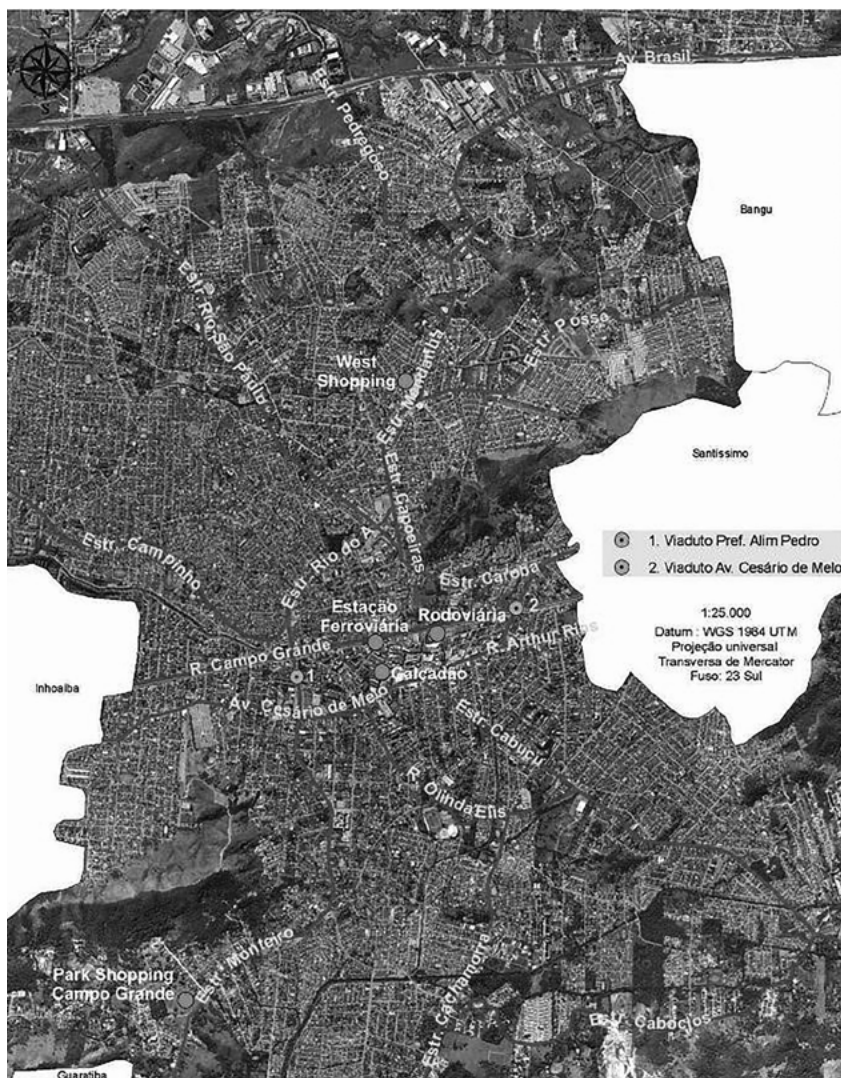 N
S
Av. Brasil
Estr. Pedregoso
Bangu
Estr. Rio São Paulo
Estr. Posse
West
Shopping
Estr. Mendanha
Santíssimo
Estr. Capoeiras
1. Viaduto Pref. Alim Pedro
2. Viaduto Av. Cesário de Melo
Estr. Campinho
Estr. Rio do A
Estr. Caroba
1:25.000
Datum : WGS 1984 UTM
Projeção universal
Transversa de Mercator
Fuso: 23 Sul
Estação
Ferroviária
Rodoviária
2
R. Campo Grande
R. Arthur Rios
Calçadão
1
Inhoaíba
Av. Cesário de Melo
Estr. Cabuçu
R. Olinda Ellis
Estr. Monteiro
Park Shopping
Campo Grande
Estr. Cachamorra
Estr. Caboclos
Guaratiba